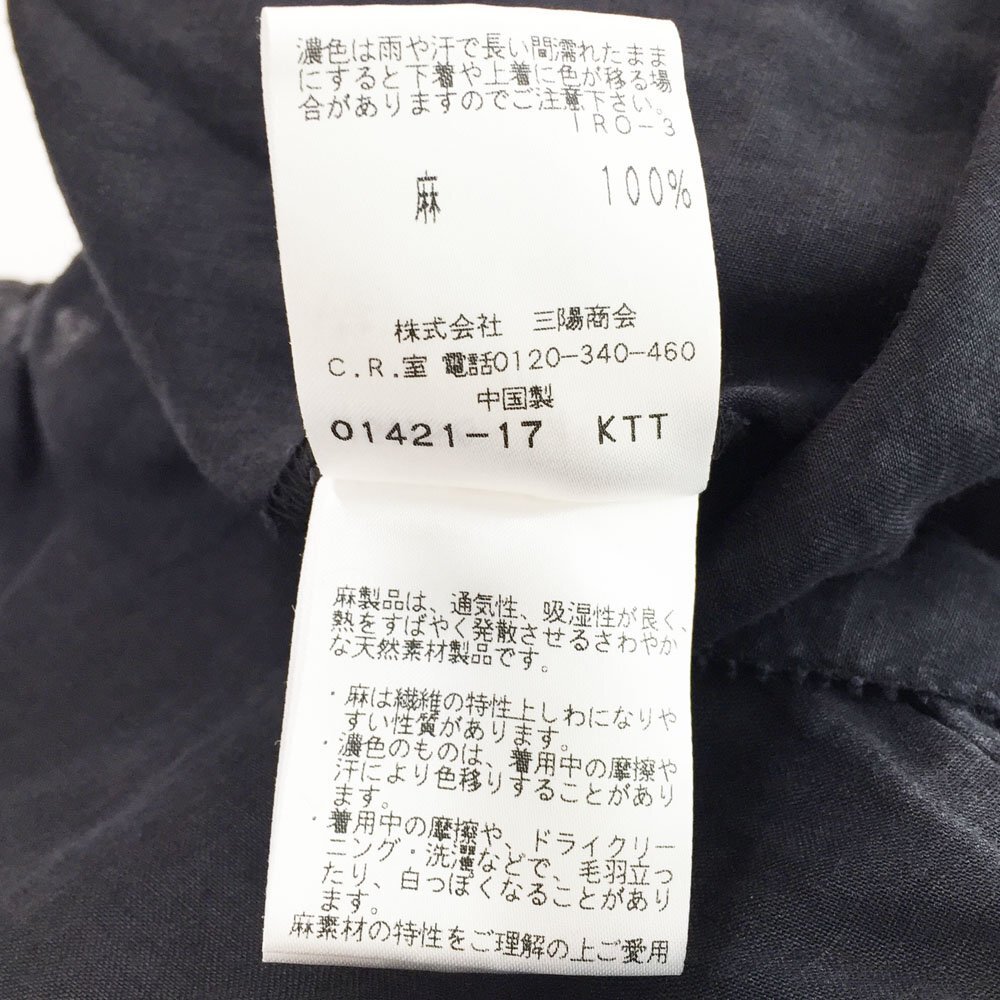 濃色は雨や汗で長い間濡れたまま
にすると下着や上着に色が移る場
合がありますのでご注意下さい。
IRO-3
麻 100%
株式会社 三陽商会
C.R.室 電話0120-340-460
中国製
01421-17 KTT
麻製品は、通気性、吸湿性が良く、
熱をすばやく発散させるさわやか
な天然素材製品です。
・麻は繊維の特性上しわになりや
すい性質があります。
・濃色のものは、着用中の摩擦や
汗により色移りすることがあり
ます。
・着用中の摩擦や、ドライクリー
ニング・洗濯などで、毛羽立っ
たり、白っぽくなることがあり
ます。
麻素材の特性をご理解の上ご愛用